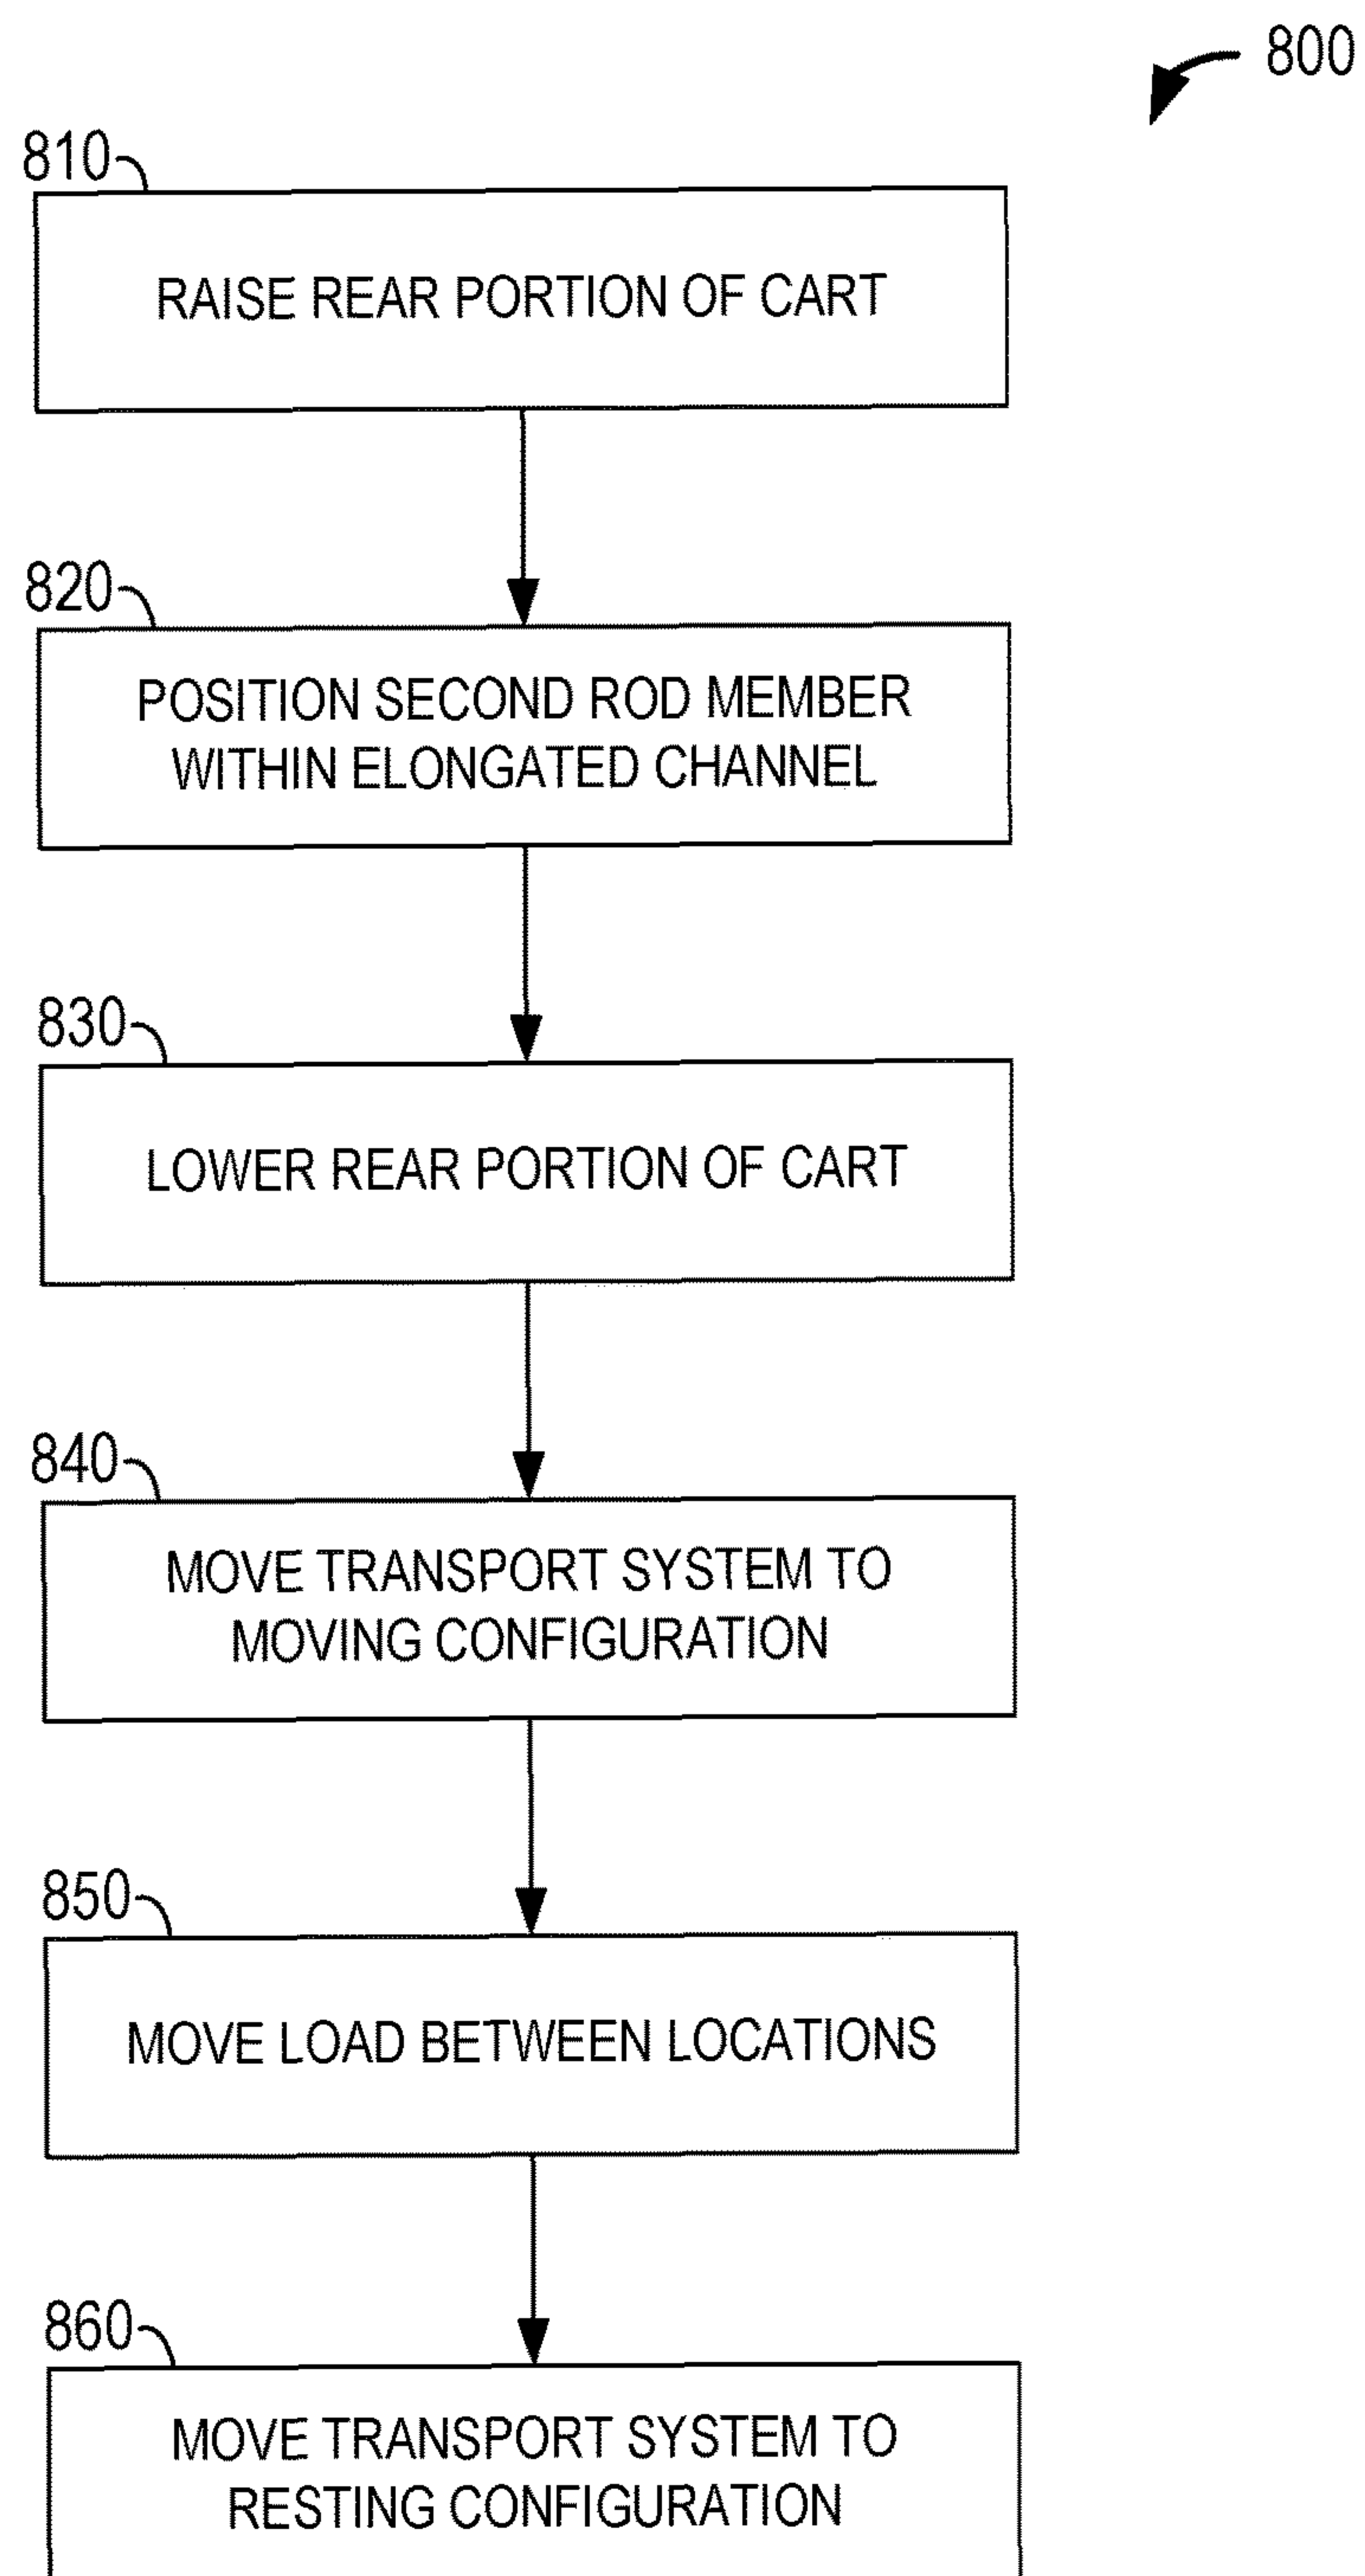 800
810
RAISE REAR PORTION OF CART
820
POSITION SECOND ROD MEMBER
WITHIN ELONGATED CHANNEL
830
LOWER REAR PORTION OF CART
840
MOVE TRANSPORT SYSTEM TO
MOVING CONFIGURATION
850
MOVE LOAD BETWEEN LOCATIONS
860
MOVE TRANSPORT SYSTEM TO
RESTING CONFIGURATION